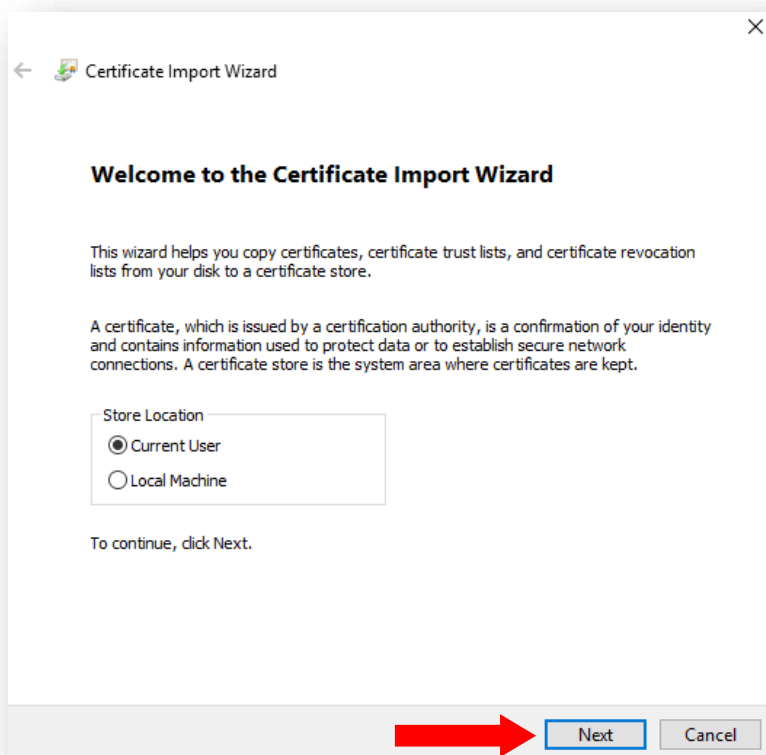 Certificate Import Wizard
Welcome to the Certificate Import Wizard
This wizard helps you copy certificates, certificate trust lists, and certificate revocation
lists from your disk to a certificate store.
A certificate, which is issued by a certification authority, is a confirmation of your identity
and contains information used to protect data or to establish secure network
connections. A certificate store is the system area where certificates are kept.
Store Location
Current User
Local Machine
To continue, click Next.
Next Cancel